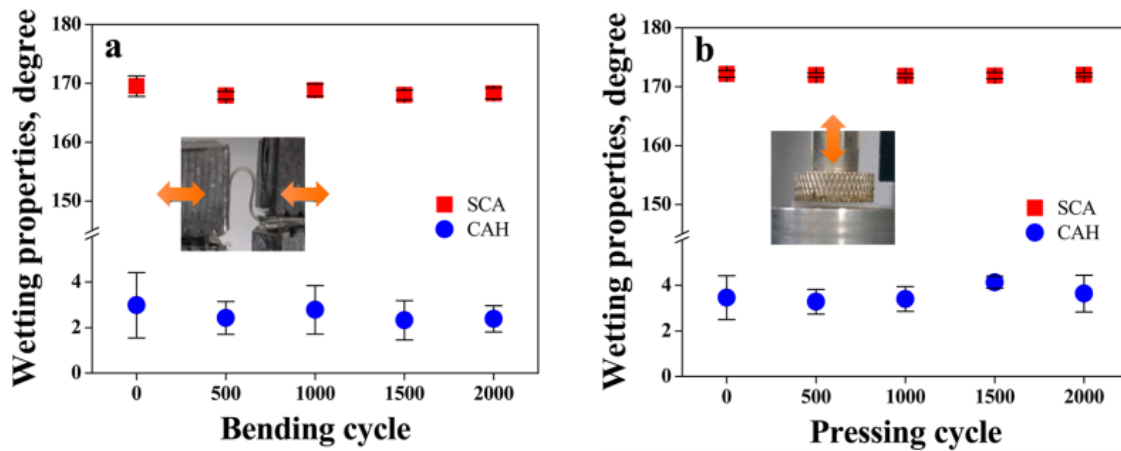 a
Wetting properties, degree
180
170
160
150
4
2
0
SCA
CAH
0 500 1000 1500 2000
Bending cycle
b
Wetting properties, degree
180
170
160
150
4
2
0
SCA
CAH
0 500 1000 1500 2000
Pressing cycle